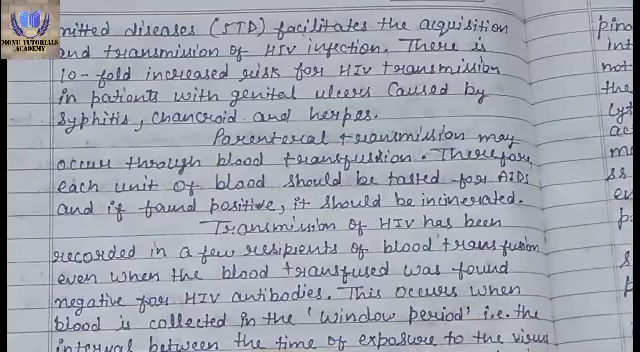 MONU TUTORIALS
ACADEMY
mitted diseases (STD) facilitates the acquisition
and transmission of HIV infection. There is
10-fold increased risk for HIV transmission
in patients with genital ulcers caused by
Syphitis, chancroid and herpes.
Parenteral transmission may
occur through blood transfussion. Therefore
each unit of blood should be tasted for AIDs
and if found positive, it should be incinerated.
Transmission of HIV has been
recorded in a few resipients of blood transfusion
even when the blood transfused was found
negative for HIV antibodies. This occurs when
blood is collected in the 'window period' i.e. the
interval between the time of exposure to the virus